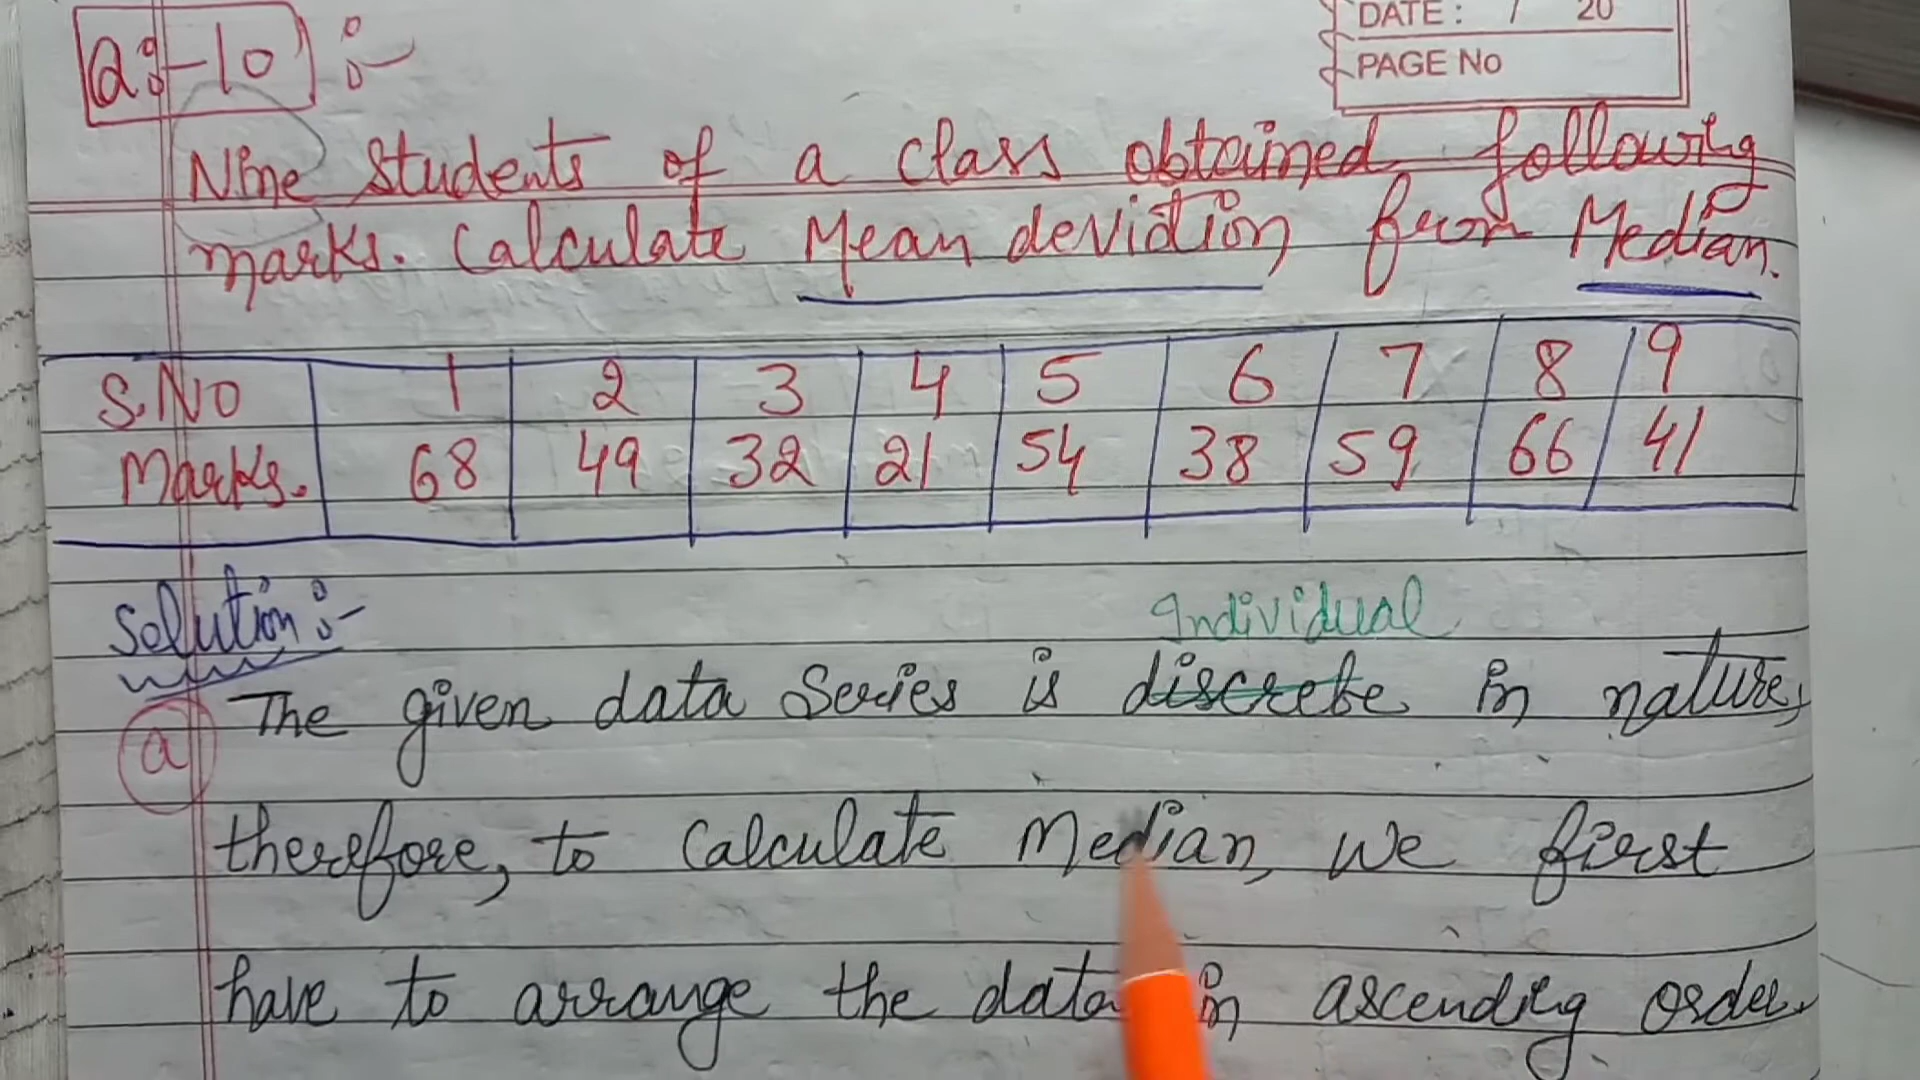 DATE: / 20
PAGE No
Q:-10 :-
Nine Students of a class obtained following
marks. Calculate Mean deviation from Median.
S.No 1 2 3 4 5 6 7 8 9
Marks. 68 49 32 21 54 38 59 66 41
Solution:-
Individual
(a) The given data Series is discrete in nature,
therefore, to Calculate Median, we first
have to arrange the data in ascending order.